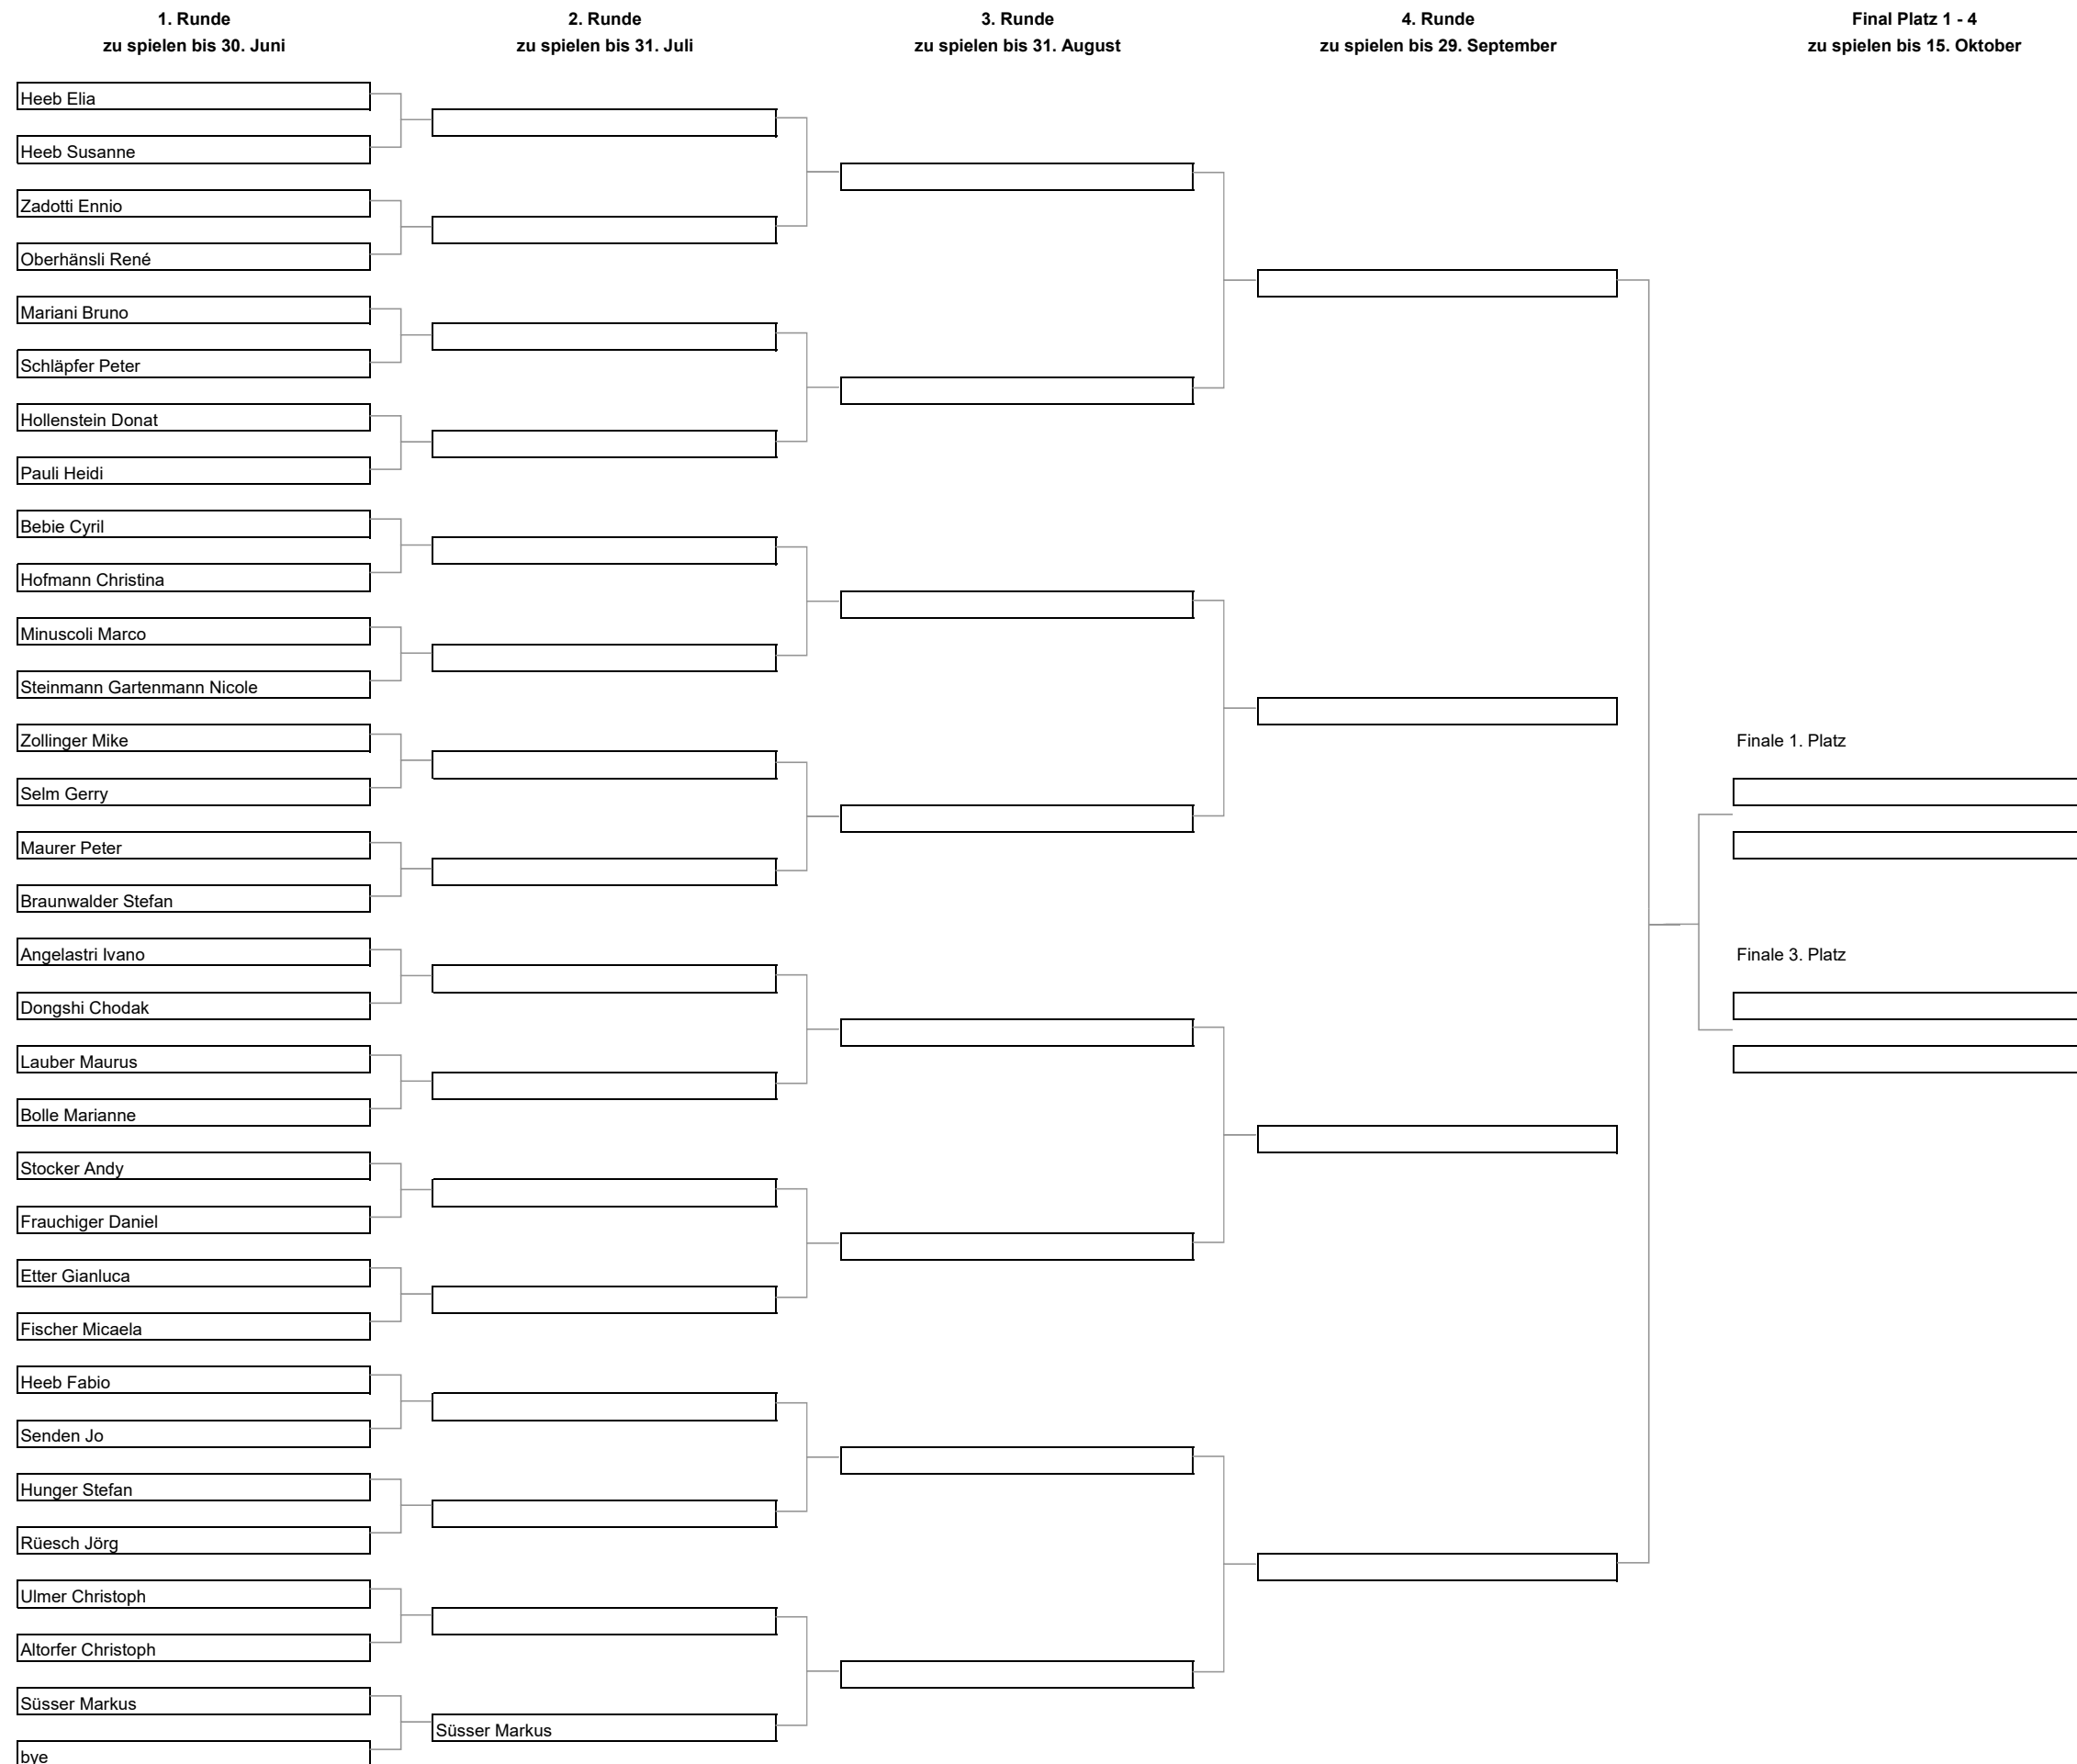 1. Runde
zu spielen bis 30. Juni
2. Runde
zu spielen bis 31. Juli
3. Runde
zu spielen bis 31. August
4. Runde
zu spielen bis 29. September
Final Platz 1 - 4
zu spielen bis 15. Oktober
Heeb Elia
Heeb Susanne
Zadotti Ennio
Oberhänsli René
Mariani Bruno
Schläpfer Peter
Hollenstein Donat
Pauli Heidi
Bebie Cyril
Hofmann Christina
Minuscoli Marco
Steinmann Gartenmann Nicole
Zollinger Mike
Selm Gerry
Maurer Peter
Braunwalder Stefan
Angelastri Ivano
Dongshi Chodak
Lauber Maurus
Bolle Marianne
Stocker Andy
Frauchiger Daniel
Etter Gianluca
Fischer Micaela
Heeb Fabio
Senden Jo
Hunger Stefan
Rüesch Jörg
Ulmer Christoph
Altorfer Christoph
Süsser Markus
bye
Süsser Markus
Finale 1. Platz
Finale 3. Platz